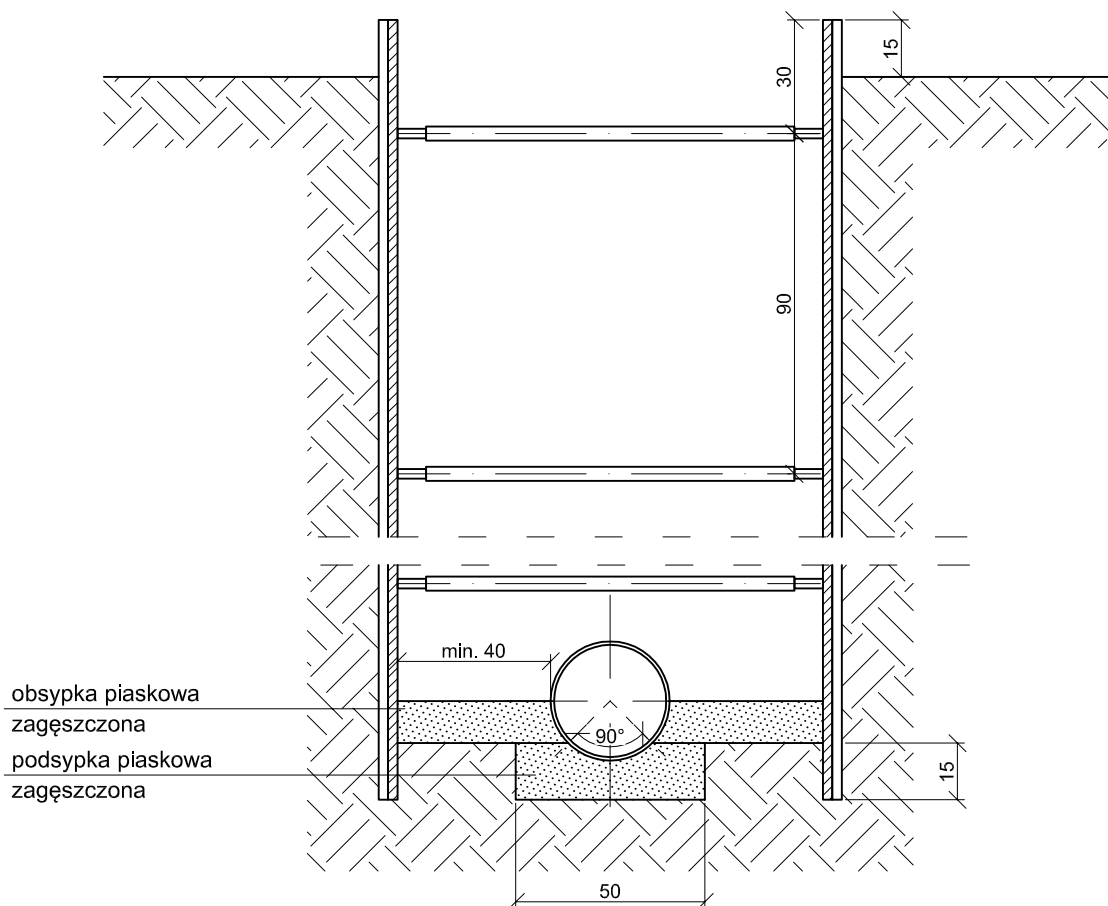 15
30
90
min. 40
obsypka piaskowa
zagęszczona
90°
podsypka piaskowa
zagęszczona
15
50